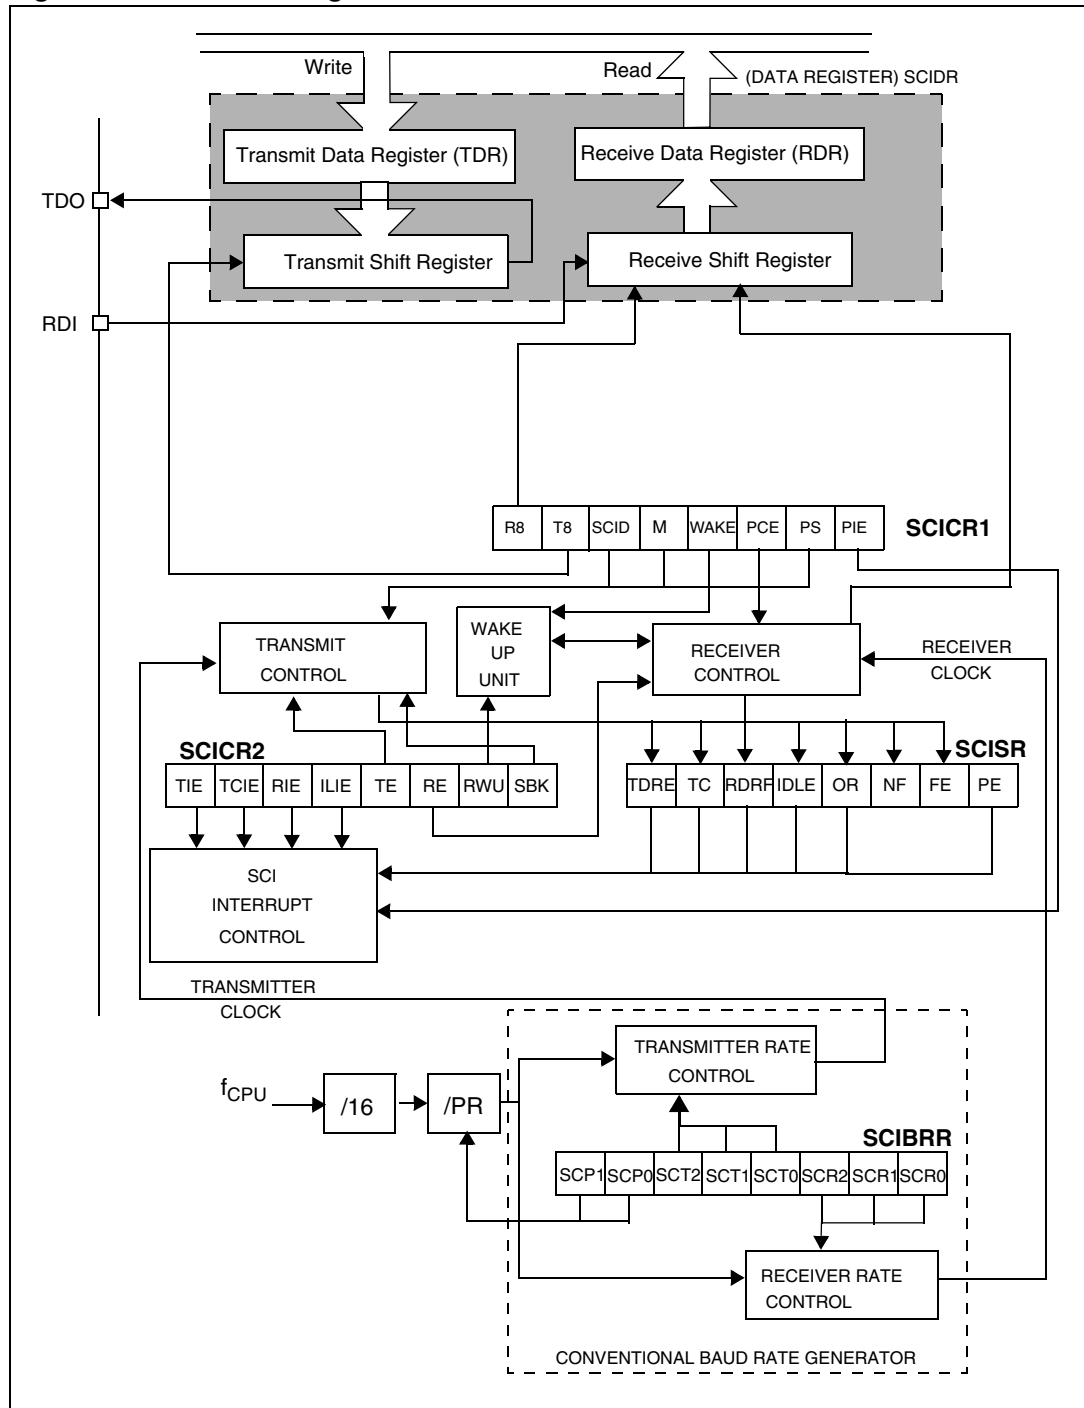 Write
Read
(DATA REGISTER) SCIDR
Transmit Data Register (TDR)
Receive Data Register (RDR)
TDO
Transmit Shift Register
Receive Shift Register
RDI
R8 T8 SCID M WAKE PCE PS PIE
SCICR1
TRANSMIT
CONTROL
WAKE
UP
UNIT
RECEIVER
CONTROL
RECEIVER
CLOCK
SCICR2
SCISR
TIE TCIE RIE ILIE TE RE RWU SBK
TDRE TC RDRF IDLE OR NF FE PE
SCI
INTERRUPT
CONTROL
TRANSMITTER
CLOCK
TRANSMITTER RATE
CONTROL
fCPU
/16
/PR
SCIBRR
SCP1 SCP0 SCT2 SCT1 SCT0 SCR2 SCR1 SCR0
RECEIVER RATE
CONTROL
CONVENTIONAL BAUD RATE GENERATOR